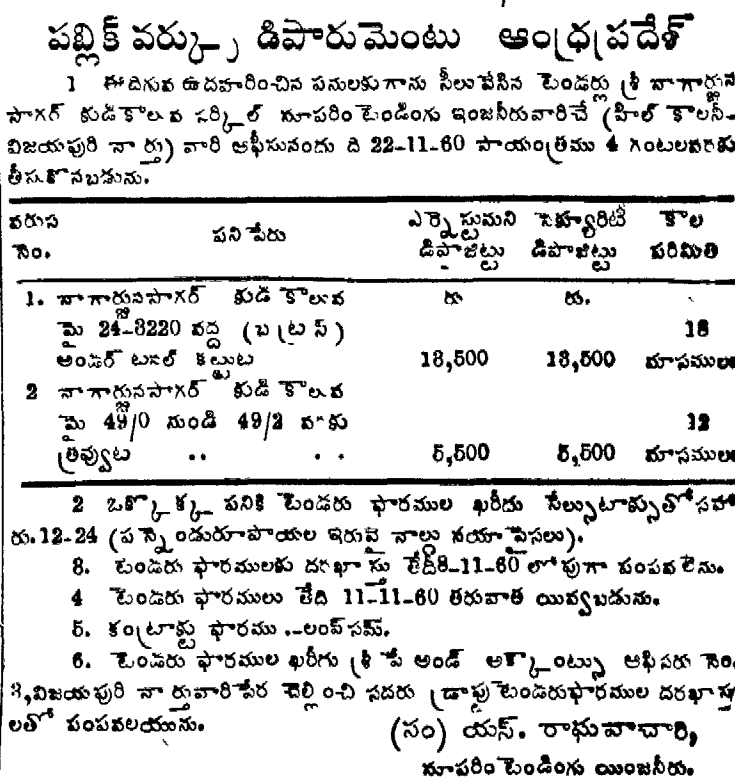 పబ్లిక్ వర్క్సు డిపారుమెంటు ఆంధ్రప్రదేశ్
1 ఈ దిగువ ఉదహరించిన పనులకుగాను సీలువేసిన టెండర్లు శ్రీ నాగార్జున
సాగర్ కుడికాలవ సర్కిల్ సూపరింటెండింగు ఇంజనీరువారిచే (హిల్ కాలనీ-
విజయపురి నార్తు) వారి ఆఫీసునందు ది 22-11-60 సాయంత్రము 4 గంటలవరకు
తీసుకొనబడును.
వరుస నెం. పని పేరు ఎర్నెస్టుమని డిపాజిట్టు సెక్యూరిటీ డిపాజిట్టు కాల పరిమితి
1. నాగార్జునసాగర్ కుడి కాలువ రు రు.
మై 24-3220 వద్ద (బ ట్రస్) 18
అండర్ టనల్ కట్టుట 18,500 18,500 మాసములు
2 నాగార్జునసాగర్ కుడి కాలువ
మై 49/0 నుండి 49/2 వరకు 12
త్రవ్వుట .. .. 5,500 5,500 మాసములు
2 ఒక్కొక్క పనికి టెండరు ఫారముల ఖరీదు సేల్సుటాక్సుతోసహా
రు.12-24 (పన్నెండురూపాయల ఇరువై నాల్గు నయాపైసలు).
3. టెండరు ఫారములకు దరఖాస్తు తేదీ8-11-60 లోపుగా పంపవలెను.
4 టెండరు ఫారములు తేది 11-11-60 తరువాత యివ్వబడును.
5. కంట్రాక్టు ఫారము ..లంప్‌సమ్.
6. టెండరు ఫారముల ఖరీగు శ్రీ పే అండ్ అక్కౌంట్సు ఆఫీసరు నెం.
3,విజయపురి నార్తువారిపేర చెల్లించి సదరు డ్రాఫ్టు టెండరుఫారముల దరఖాస్తు
లతో పంపవలయును.
(సం) యస్. రాఘవాచారి,
సూపరింటెండింగు యింజనీరు.